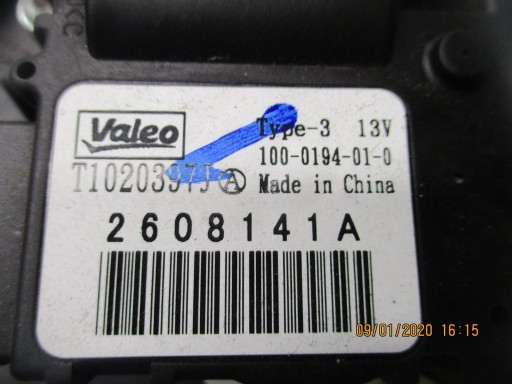 Valeo
Type-3 13V
100-0194-01-0
T1020397J A Made in China
2608141A
09/01/2020 16:15